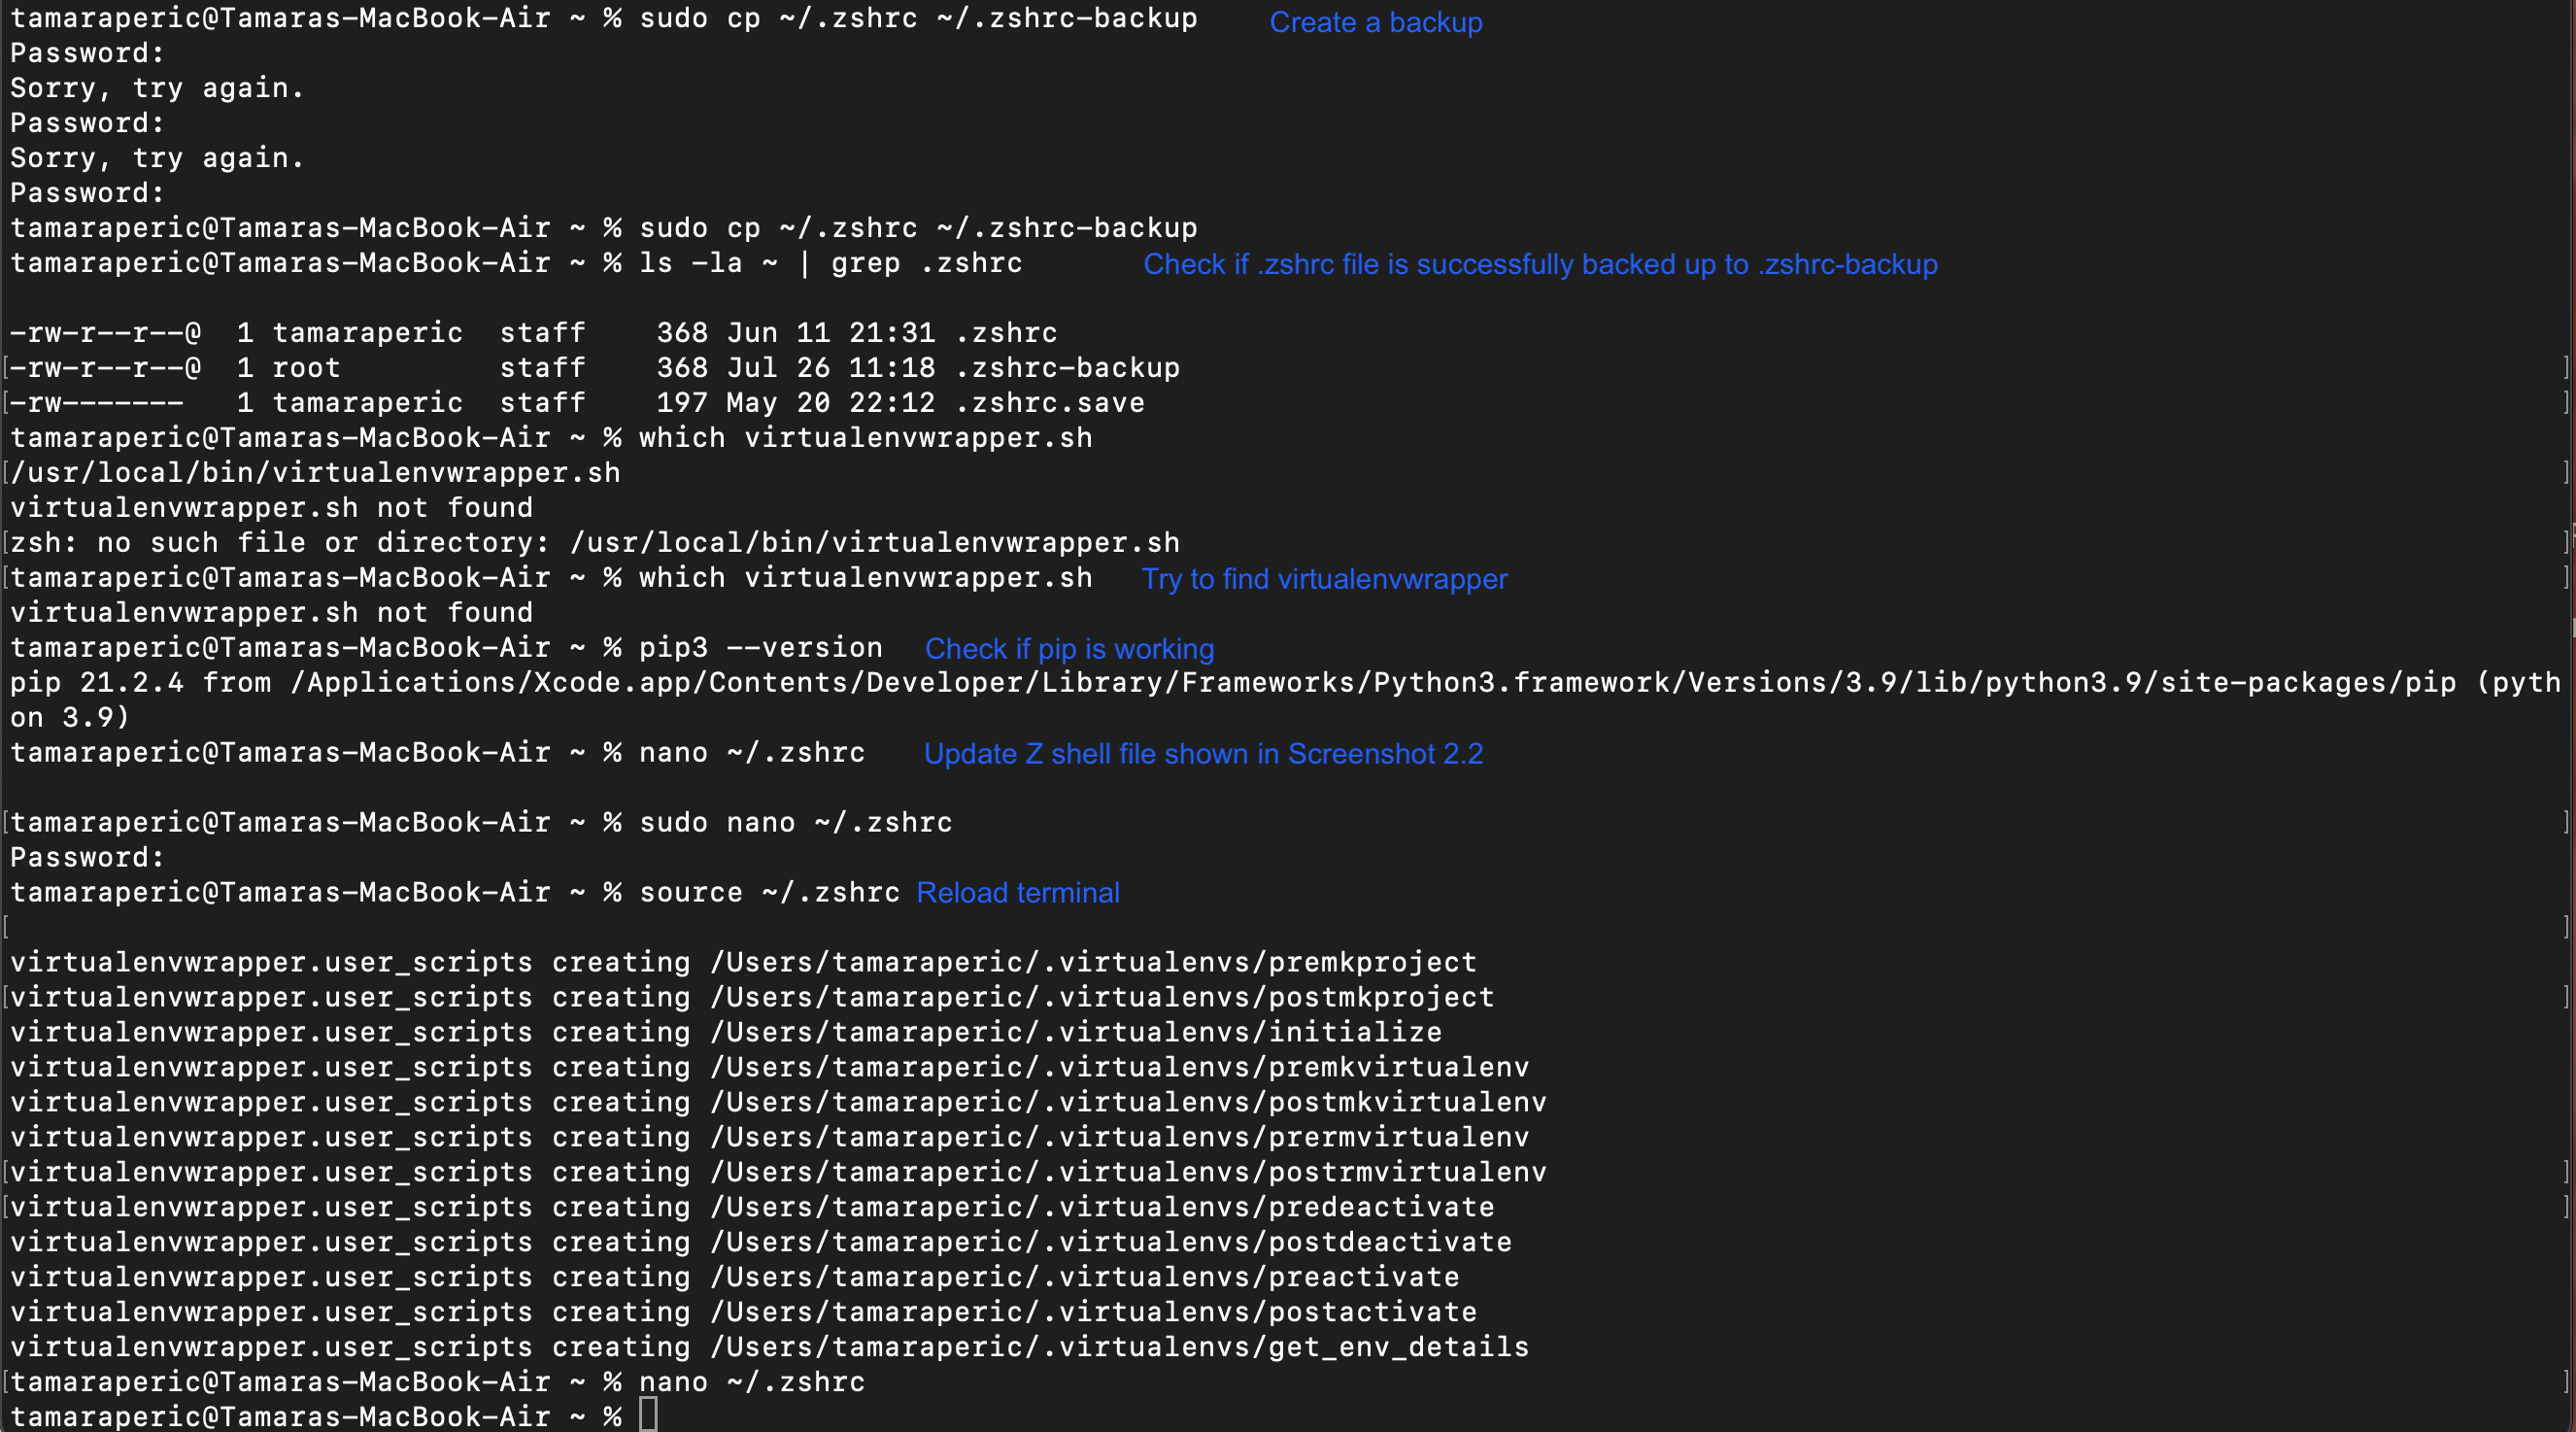 tamaraperic@Tamaras-MacBook-Air ~ % sudo cp ~/.zshrc ~/.zshrc-backup Create a backup
Password:
Sorry, try again.
Password:
Sorry, try again.
Password:
tamaraperic@Tamaras-MacBook-Air ~ % sudo cp ~/.zshrc ~/.zshrc-backup
tamaraperic@Tamaras-MacBook-Air ~ % ls -la ~ | grep .zshrc Check if .zshrc file is successfully backed up to .zshrc-backup
-rw-r--r--@ 1 tamaraperic staff 368 Jun 11 21:31 .zshrc
[-rw-r--r--@ 1 root staff 368 Jul 26 11:18 .zshrc-backup ]
[-rw------- 1 tamaraperic staff 197 May 20 22:12 .zshrc.save ]
tamaraperic@Tamaras-MacBook-Air ~ % which virtualenvwrapper.sh
[/usr/local/bin/virtualenvwrapper.sh ]
virtualenvwrapper.sh not found
[zsh: no such file or directory: /usr/local/bin/virtualenvwrapper.sh ]
[tamaraperic@Tamaras-MacBook-Air ~ % which virtualenvwrapper.sh Try to find virtualenvwrapper ]
virtualenvwrapper.sh not found
tamaraperic@Tamaras-MacBook-Air ~ % pip3 --version Check if pip is working
pip 21.2.4 from /Applications/Xcode.app/Contents/Developer/Library/Frameworks/Python3.framework/Versions/3.9/lib/python3.9/site-packages/pip (pyth
on 3.9)
tamaraperic@Tamaras-MacBook-Air ~ % nano ~/.zshrc Update Z shell file shown in Screenshot 2.2
[tamaraperic@Tamaras-MacBook-Air ~ % sudo nano ~/.zshrc ]
Password:
tamaraperic@Tamaras-MacBook-Air ~ % source ~/.zshrc Reload terminal
[ ]
virtualenvwrapper.user_scripts creating /Users/tamaraperic/.virtualenvs/premkproject
[virtualenvwrapper.user_scripts creating /Users/tamaraperic/.virtualenvs/postmkproject ]
virtualenvwrapper.user_scripts creating /Users/tamaraperic/.virtualenvs/initialize
virtualenvwrapper.user_scripts creating /Users/tamaraperic/.virtualenvs/premkvirtualenv
virtualenvwrapper.user_scripts creating /Users/tamaraperic/.virtualenvs/postmkvirtualenv
virtualenvwrapper.user_scripts creating /Users/tamaraperic/.virtualenvs/prermvirtualenv
[virtualenvwrapper.user_scripts creating /Users/tamaraperic/.virtualenvs/postrmvirtualenv ]
[virtualenvwrapper.user_scripts creating /Users/tamaraperic/.virtualenvs/predeactivate ]
virtualenvwrapper.user_scripts creating /Users/tamaraperic/.virtualenvs/postdeactivate
virtualenvwrapper.user_scripts creating /Users/tamaraperic/.virtualenvs/preactivate
virtualenvwrapper.user_scripts creating /Users/tamaraperic/.virtualenvs/postactivate
virtualenvwrapper.user_scripts creating /Users/tamaraperic/.virtualenvs/get_env_details
[tamaraperic@Tamaras-MacBook-Air ~ % nano ~/.zshrc ]
tamaraperic@Tamaras-MacBook-Air ~ %